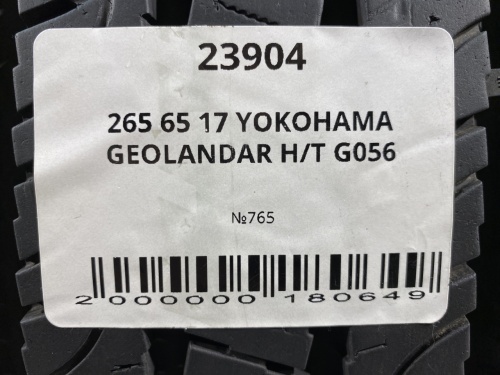 23904
265 65 17 YOKOHAMA
GEOLANDAR H/T G056
№765
2 000000 180649